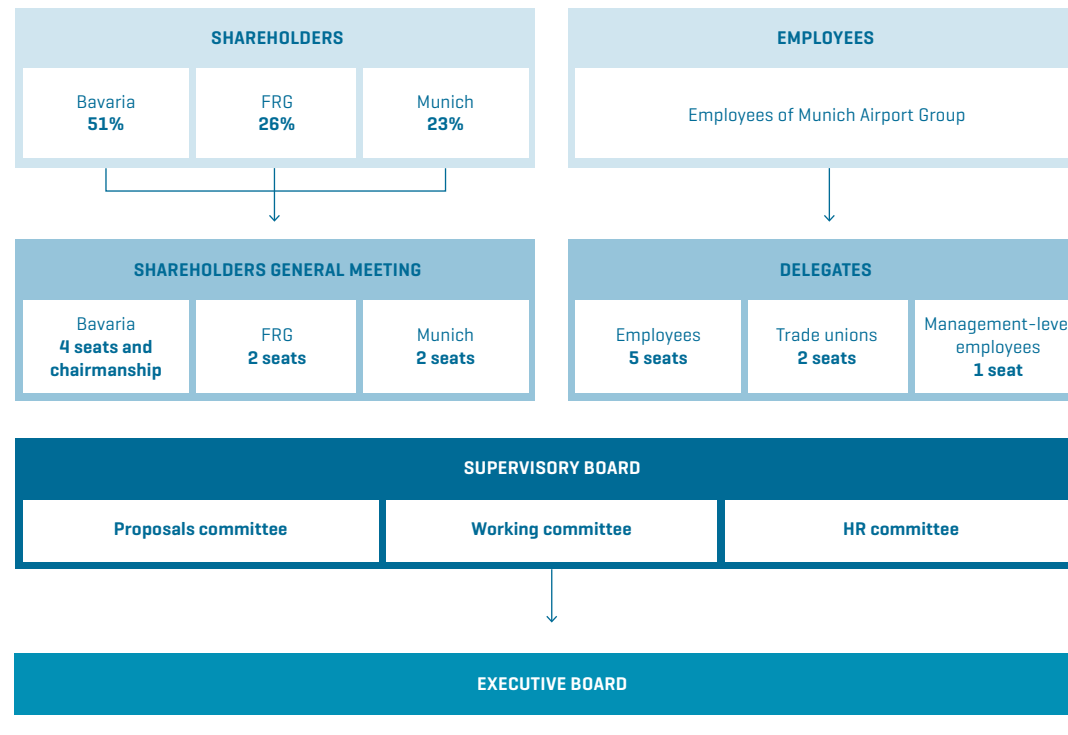 SHAREHOLDERS
Bavaria
51%
FRG
26%
Munich
23%
EMPLOYEES
Employees of Munich Airport Group
SHAREHOLDERS GENERAL MEETING
Bavaria
4 seats and
chairmanship
FRG
2 seats
Munich
2 seats
DELEGATES
Employees
5 seats
Trade unions
2 seats
Management-leve
employees
1 seat
SUPERVISORY BOARD
Proposals committee
Working committee
HR committee
EXECUTIVE BOARD